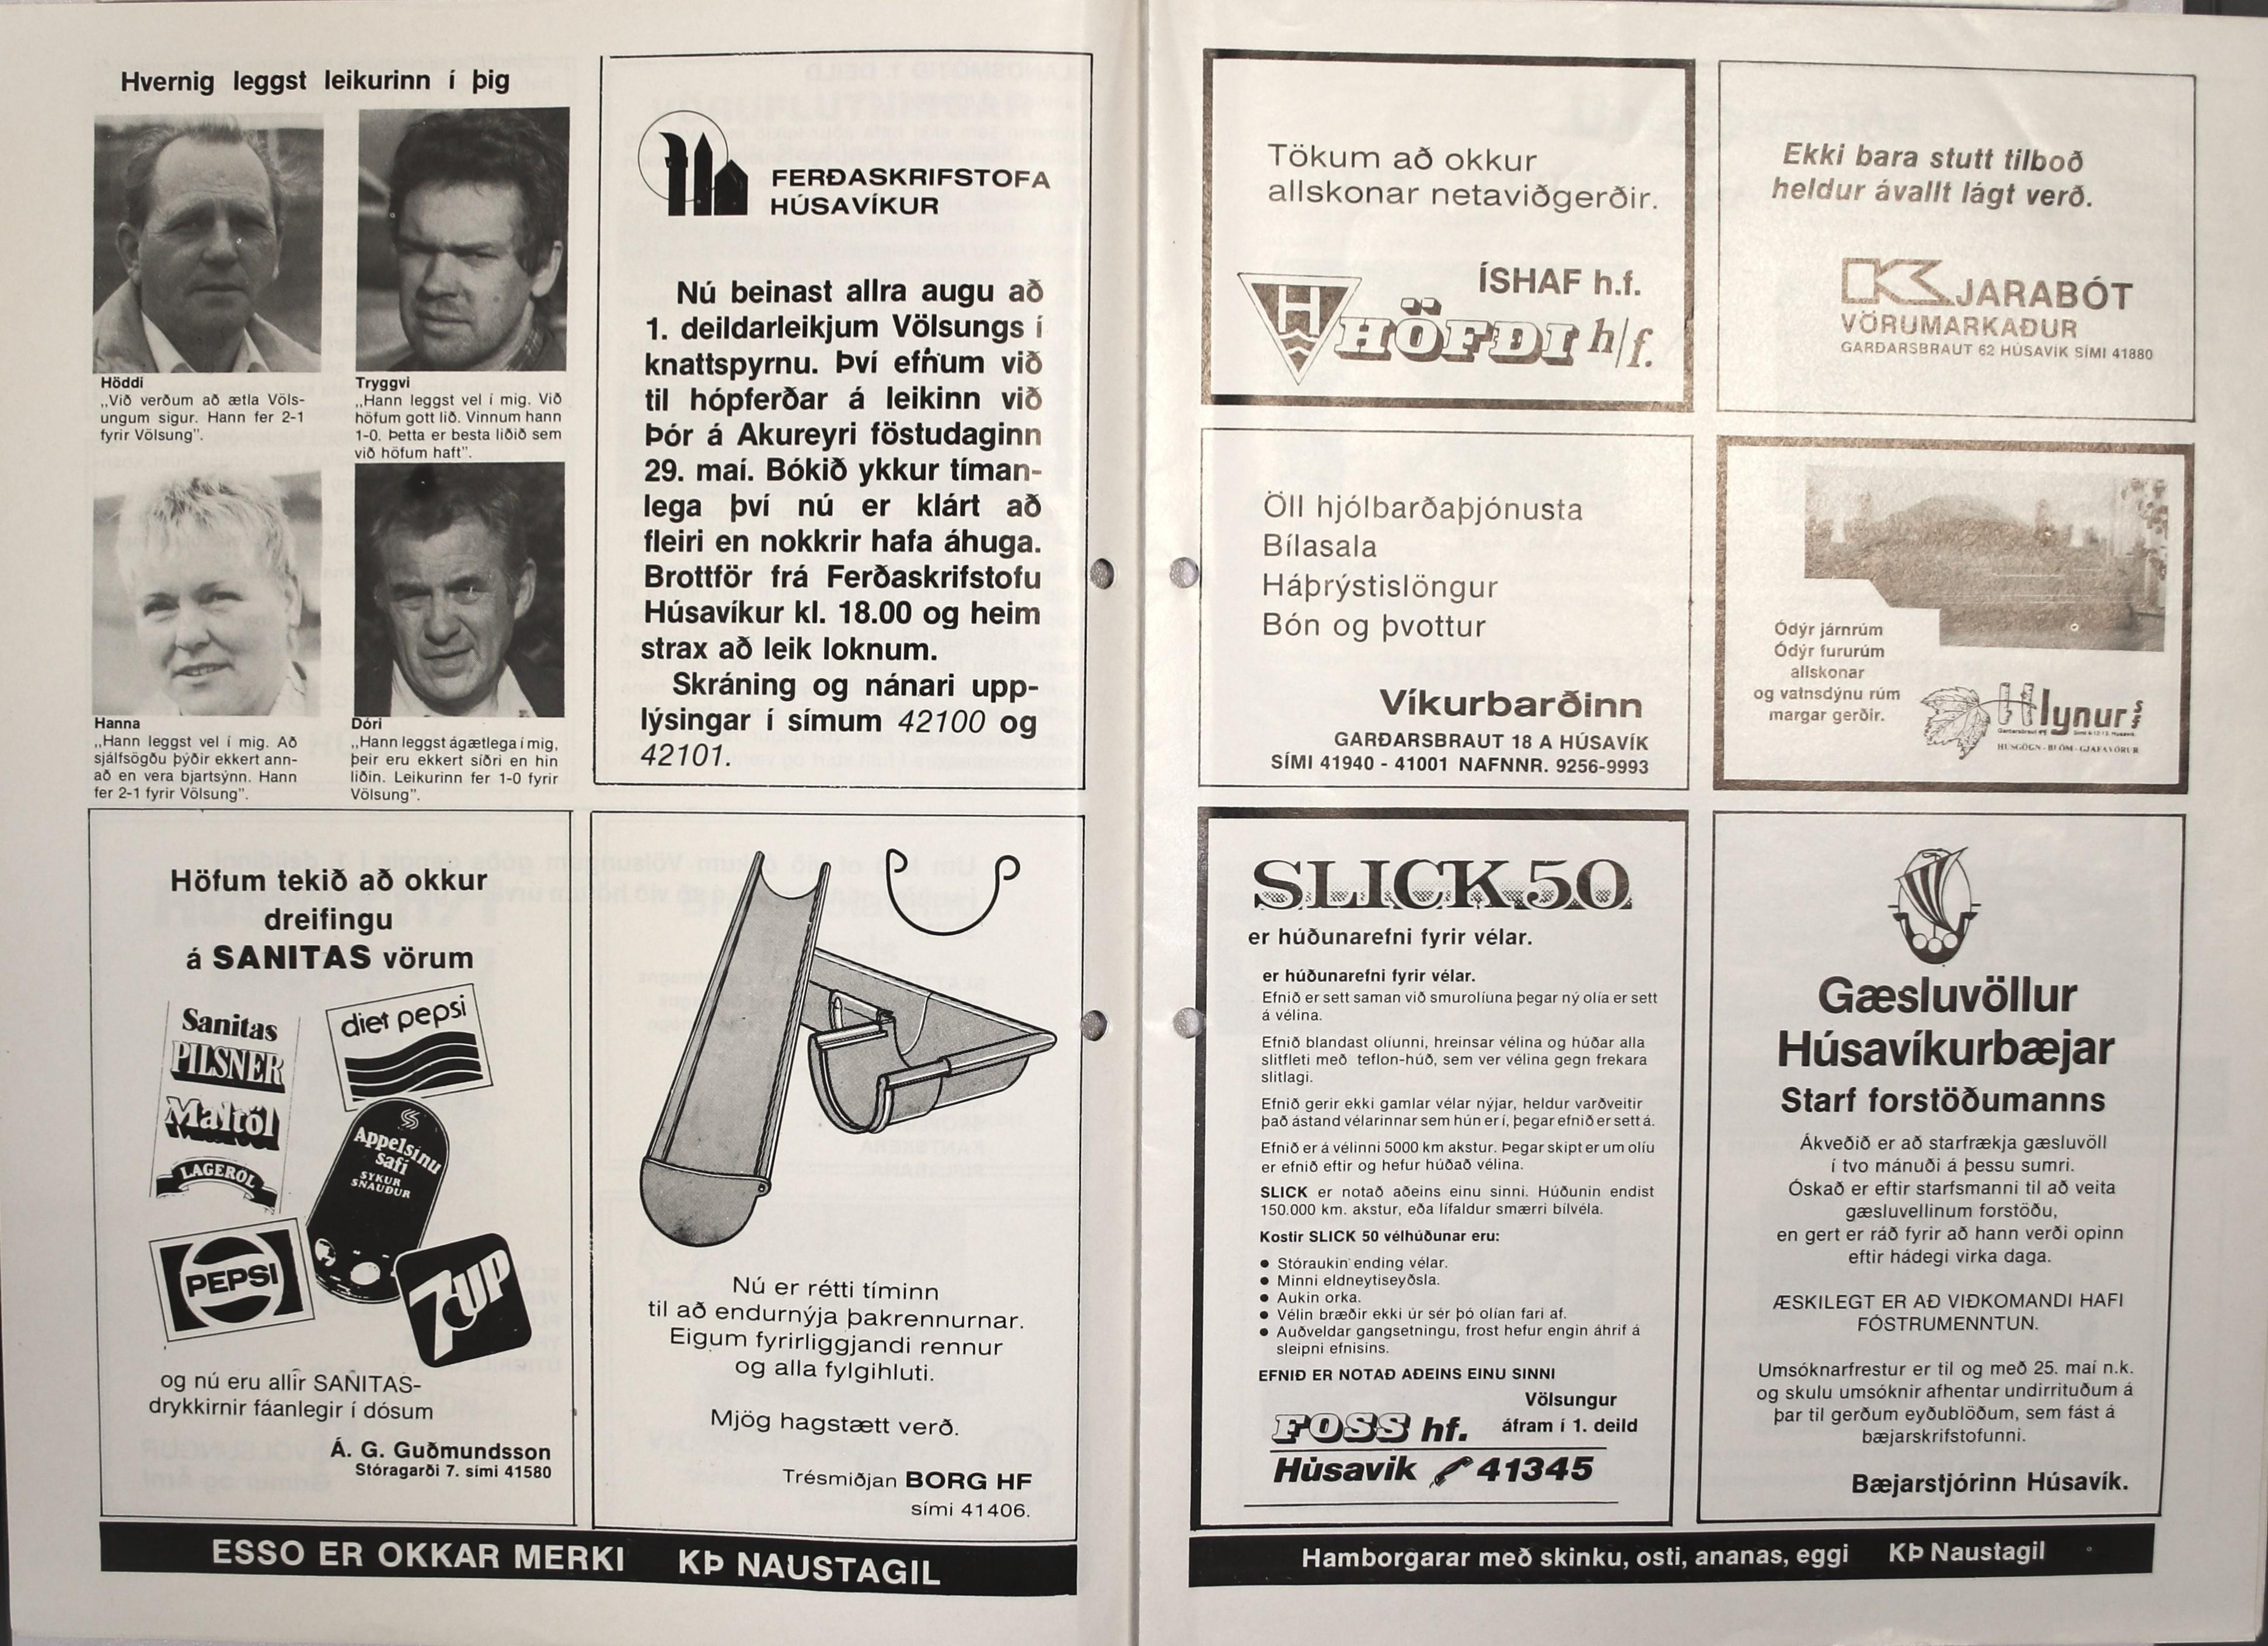 Hvernig leggst leikurinn í þig
Höddi
,,Við verðum að ætla Völs-
ungum sigur. Hann fer 2-1
fyrir Völsung".
Tryggvi
,,Hann leggst vel í mig. Við
höfum gott lið. Vinnum hann
1-0. Þetta er besta liðið sem
við höfum haft".
Hanna
,,Hann leggst vel í mig. Að
sjálfsögðu þýðir ekkert ann-
að en vera bjartsýnn. Hann
fer 2-1 fyrir Völsung".
Dóri
,,Hann leggst ágætlega í mig,
þeir eru ekkert síðri en hin
liðin. Leikurinn fer 1-0 fyrir
Völsung".
FERÐASKRIFSTOFA
HÚSAVÍKUR
Nú beinast allra augu að
1. deildarleikjum Völsungs í
knattspyrnu. Því efnum við
til hópferðar á leikinn við
Þór á Akureyri föstudaginn
29. maí. Bókið ykkur tíman-
lega því nú er klárt að
fleiri en nokkrir hafa áhuga.
Brottför frá Ferðaskrifstofu
Húsavíkur kl. 18.00 og heim
strax að leik loknum.
Skráning og nánari upp-
lýsingar í símum 42100 og
42101.
Höfum tekið að okkur
dreifingu
á SANITAS vörum
Sanitas
PILSNER
Maltöl
LAGERÖL
diet pepsi
Appelsínu
safi
SYKUR
SNAUÐUR
PEPSI
7UP
og nú eru allir SANITAS-
drykkirnir fáanlegir í dósum
Á. G. Guðmundsson
Stóragarði 7. sími 41580
Nú er rétti tíminn
til að endurnýja þakrennurnar.
Eigum fyrirliggjandi rennur
og alla fylgihluti.
Mjög hagstætt verð.
Trésmiðjan BORG HF
sími 41406.
ESSO ER OKKAR MERKI KÞ NAUSTAGIL
Tökum að okkur
allskonar netaviðgerðir.
ÍSHAF h.f.
H HÖFÐI h/f.
Ekki bara stutt tilboð
heldur ávallt lágt verð.
KJARABÓT
VÖRUMARKAÐUR
GARÐARSBRAUT 62 HÚSAVÍK SÍMI 41880
Öll hjólbarðaþjónusta
Bílasala
Háþrýstislöngur
Bón og þvottur
Víkurbarðinn
GARÐARSBRAUT 18 A HÚSAVÍK
SÍMI 41940 - 41001 NAFNNR. 9256-9993
Ódýr járnrúm
Ódýr fururúm
allskonar
og vatnsdýnu rúm
margar gerðir.
Hlynur
HÚSGÖGN - BLÓM - GJAFAVÖRUR
SLICK 50
er húðunarefni fyrir vélar.
er húðunarefni fyrir vélar.
Efnið er sett saman við smurolíuna þegar ný olía er sett
á vélina.
Efnið blandast olíunni, hreinsar vélina og húðar alla
slitfleti með teflon-húð, sem ver vélina gegn frekara
slitlagi.
Efnið gerir ekki gamlar vélar nýjar, heldur varðveitir
það ástand vélarinnar sem hún er í, þegar efnið er sett á.
Efnið er á vélinni 5000 km akstur. Þegar skipt er um olíu
er efnið eftir og hefur húðað vélina.
SLICK er notað aðeins einu sinni. Húðunin endist
150.000 km. akstur, eða lífaldur smærri bílvéla.
Kostir SLICK 50 vélhúðunar eru:
● Stóraukin ending vélar.
● Minni eldneytiseyðsla.
● Aukin orka.
● Vélin bræðir ekki úr sér þó olían fari af.
● Auðveldar gangsetningu, frost hefur engin áhrif á
sleipni efnisins.
EFNIÐ ER NOTAÐ AÐEINS EINU SINNI
Völsungur
áfram í 1. deild
FOSS hf.
Húsavik 41345
Gæsluvöllur
Húsavíkurbæjar
Starf forstöðumanns
Ákveðið er að starfrækja gæsluvöll
í tvo mánuði á þessu sumri.
Óskað er eftir starfsmanni til að veita
gæsluvellinum forstöðu,
en gert er ráð fyrir að hann verði opinn
eftir hádegi virka daga.
ÆSKILEGT ER AÐ VIÐKOMANDI HAFI
FÓSTRUMENNTUN.
Umsóknarfrestur er til og með 25. maí n.k.
og skulu umsóknir afhentar undirrituðum á
þar til gerðum eyðublöðum, sem fást á
bæjarskrifstofunni.
Bæjarstjórinn Húsavík.
Hamborgarar með skinku, osti, ananas, eggi KÞ Naustagil